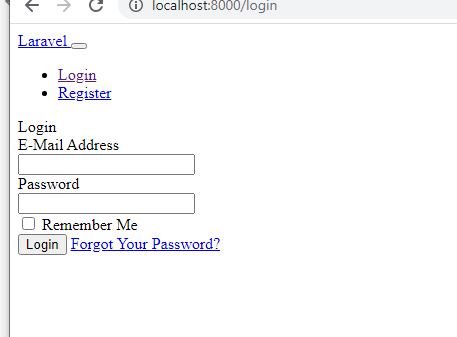 localhost:8000/login
Laravel
Login
Register
Login
E-Mail Address
Password
Remember Me
Login Forgot Your Password?